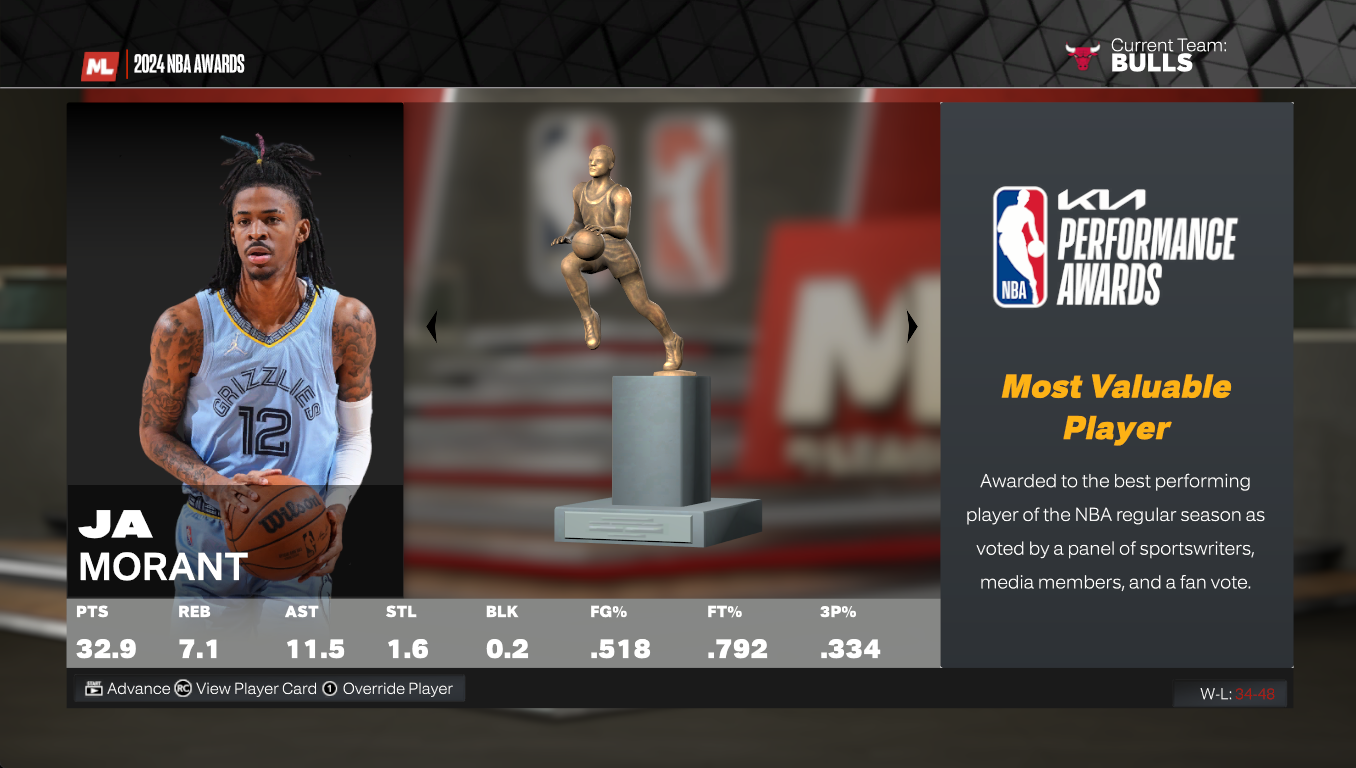 ML
2024 NBA AWARDS
Current Team:
BULLS
GRIZZLIES
12
Wilson
JA
MORANT
NBA
KIA
PERFORMANCE
AWARDS
Most Valuable
Player
Awarded to the best performing
player of the NBA regular season as
voted by a panel of sportswriters,
media members, and a fan vote.
PTS REB AST STL BLK FG% FT% 3P%
32.9 7.1 11.5 1.6 0.2 .518 .792 .334
START Advance RC View Player Card 1 Override Player
W-L: 34-48